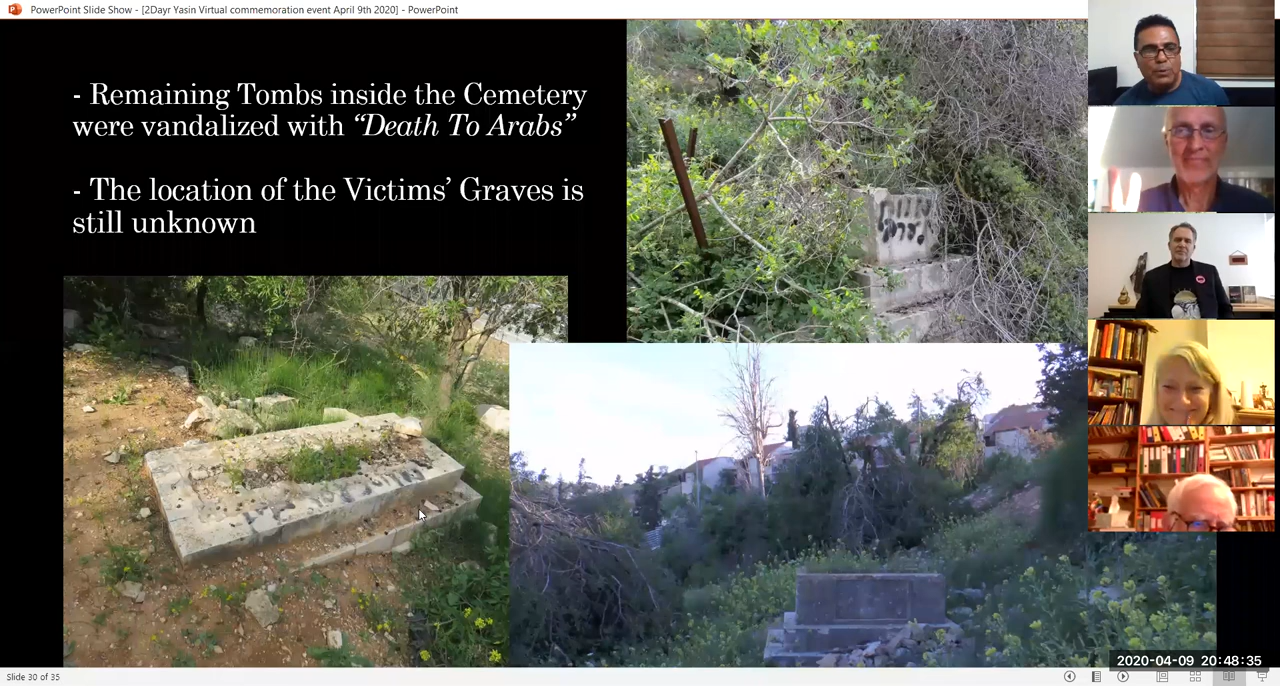 PowerPoint Slide Show - [2Dayr Yasin Virtual commemoration event April 9th 2020] - PowerPoint
- Remaining Tombs inside the Cemetery
were vandalized with “Death To Arabs”
- The location of the Victims’ Graves is
still unknown
2020-04-09 20:48:35
Slide 30 of 35